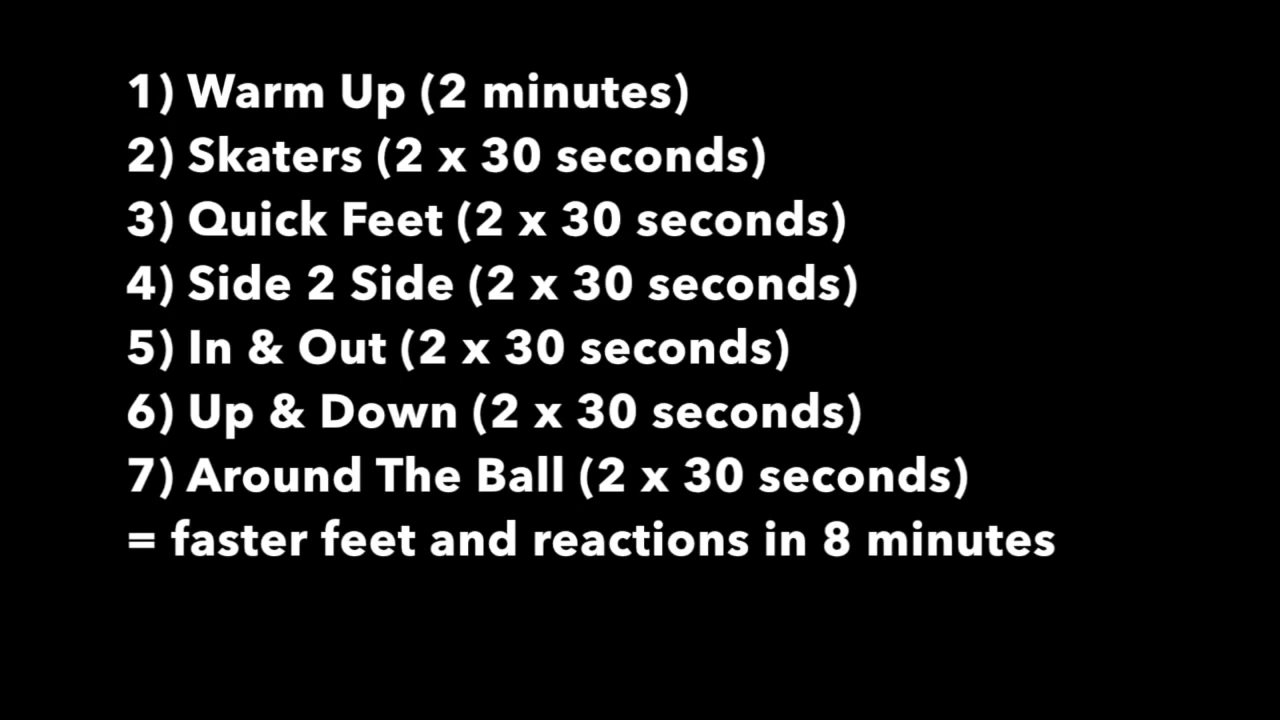 1) Warm Up (2 minutes)
2) Skaters (2 x 30 seconds)
3) Quick Feet (2 x 30 seconds)
4) Side 2 Side (2 x 30 seconds)
5) In & Out (2 x 30 seconds)
6) Up & Down (2 x 30 seconds)
7) Around The Ball (2 x 30 seconds)
= faster feet and reactions in 8 minutes